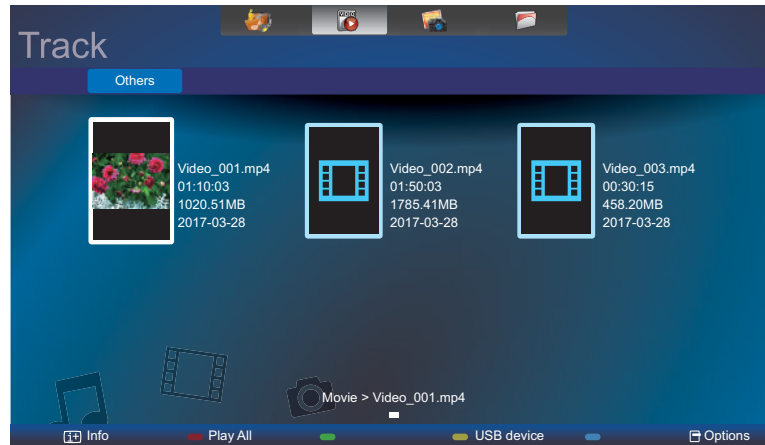 Track
Others
Video_001.mp4
01:10:03
1020.51MB
2017-03-28
Video_002.mp4
01:50:03
1785.41MB
2017-03-28
Video_003.mp4
00:30:15
458.20MB
2017-03-28
Movie > Video_001.mp4
i+ Info Play All USB device Options